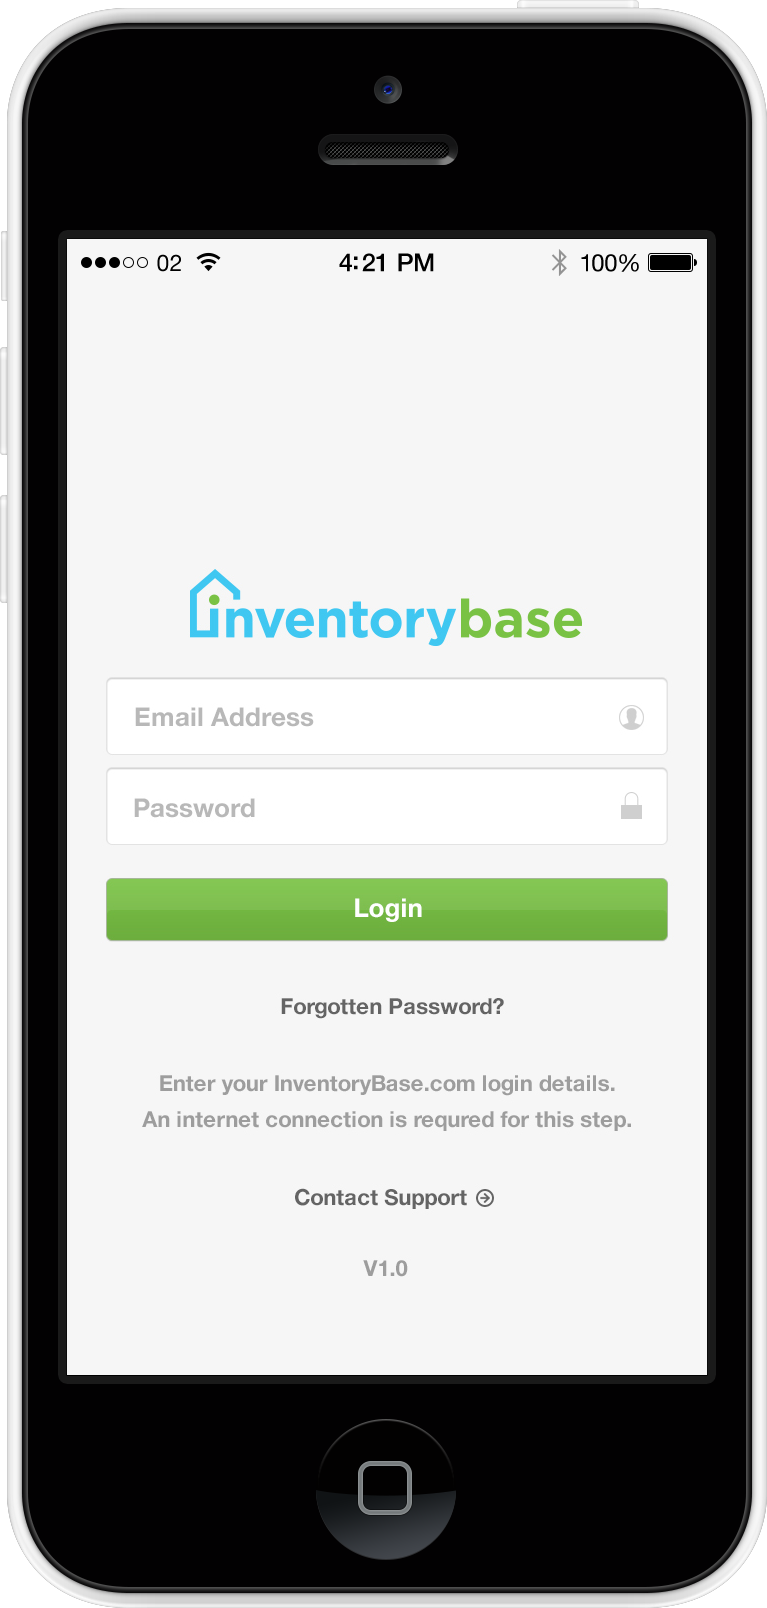 02 4:21 PM 100%
inventorybase
Email Address
Password
Login
Forgotten Password?
Enter your InventoryBase.com login details.
An internet connection is requred for this step.
Contact Support
V1.0